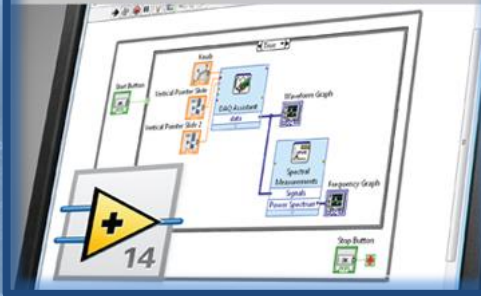 True
Knob
Start Button
Vertical Pointer Slide
DAQ Assistant
data
Waveform Graph
Vertical Pointer Slide 2
Spectral
Measurements
Signals
Power Spectrum
Frequency Graph
Stop Button
+
14